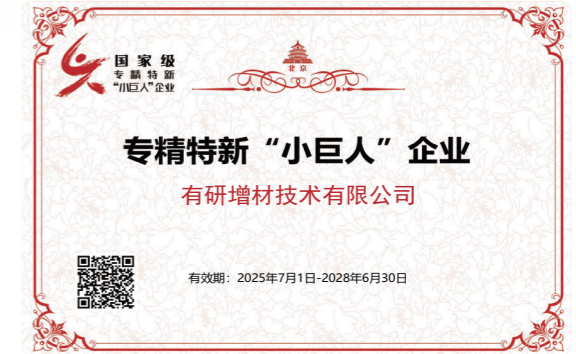 国家级
专精特新
“小巨人”企业
北京
专精特新“小巨人”企业
有研增材技术有限公司
有效期：2025年7月1日-2028年6月30日